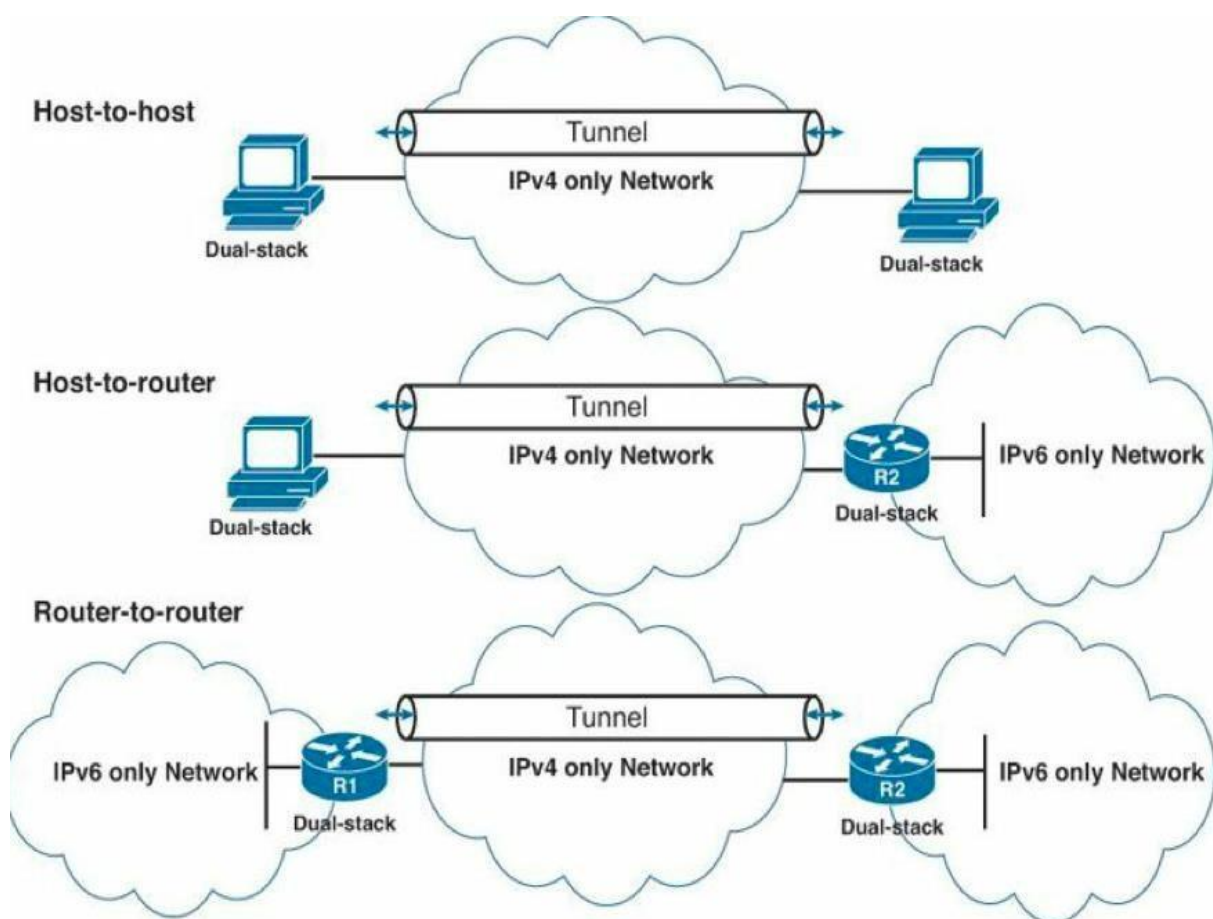 Host-to-host
Tunnel
IPv4 only Network
Dual-stack
Dual-stack
Host-to-router
Tunnel
IPv4 only Network
R2
IPv6 only Network
Dual-stack
Dual-stack
Router-to-router
Tunnel
IPv6 only Network
R1
IPv4 only Network
R2
IPv6 only Network
Dual-stack
Dual-stack